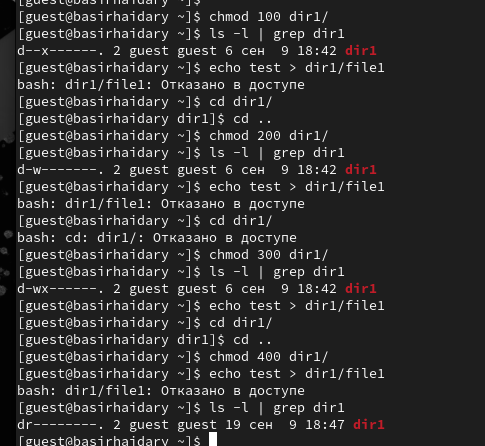 [guest@basirhaidary ~]$ chmod 100 dir1/
[guest@basirhaidary ~]$ ls -l | grep dir1
d--x------. 2 guest guest 6 сен  9 18:42 dir1
[guest@basirhaidary ~]$ echo test > dir1/file1
bash: dir1/file1: Отказано в доступе
[guest@basirhaidary ~]$ cd dir1/
[guest@basirhaidary dir1]$ cd ..
[guest@basirhaidary ~]$ chmod 200 dir1/
[guest@basirhaidary ~]$ ls -l | grep dir1
d-w-------. 2 guest guest 6 сен  9 18:42 dir1
[guest@basirhaidary ~]$ echo test > dir1/file1
bash: dir1/file1: Отказано в доступе
[guest@basirhaidary ~]$ cd dir1/
bash: cd: dir1/: Отказано в доступе
[guest@basirhaidary ~]$ chmod 300 dir1/
[guest@basirhaidary ~]$ ls -l | grep dir1
d-wx------. 2 guest guest 6 сен  9 18:42 dir1
[guest@basirhaidary ~]$ echo test > dir1/file1
[guest@basirhaidary ~]$ cd dir1/
[guest@basirhaidary dir1]$ cd ..
[guest@basirhaidary ~]$ chmod 400 dir1/
[guest@basirhaidary ~]$ echo test > dir1/file1
bash: dir1/file1: Отказано в доступе
[guest@basirhaidary ~]$ ls -l | grep dir1
dr--------. 2 guest guest 19 сен  9 18:47 dir1
[guest@basirhaidary ~]$